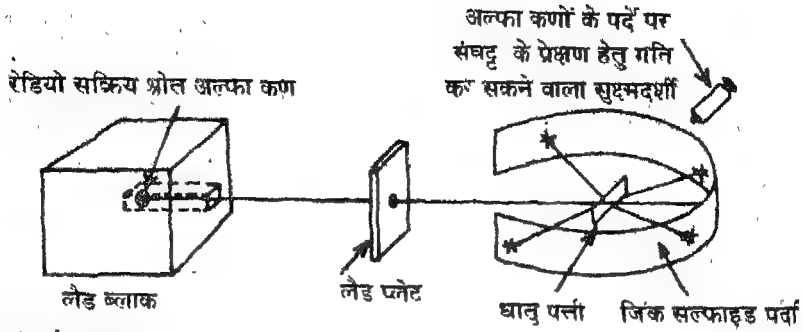 अल्फा कणों के पर्दे पर
संघट्ट के प्रेक्षण हेतु गति
कर सकने वाला सुक्ष्मदर्शी
रेडियो सक्रिय श्रोत अल्फा कण
लैड ब्लाक
लैड प्लेट
धातु पत्ती
जिंक सल्फाइड पर्दा